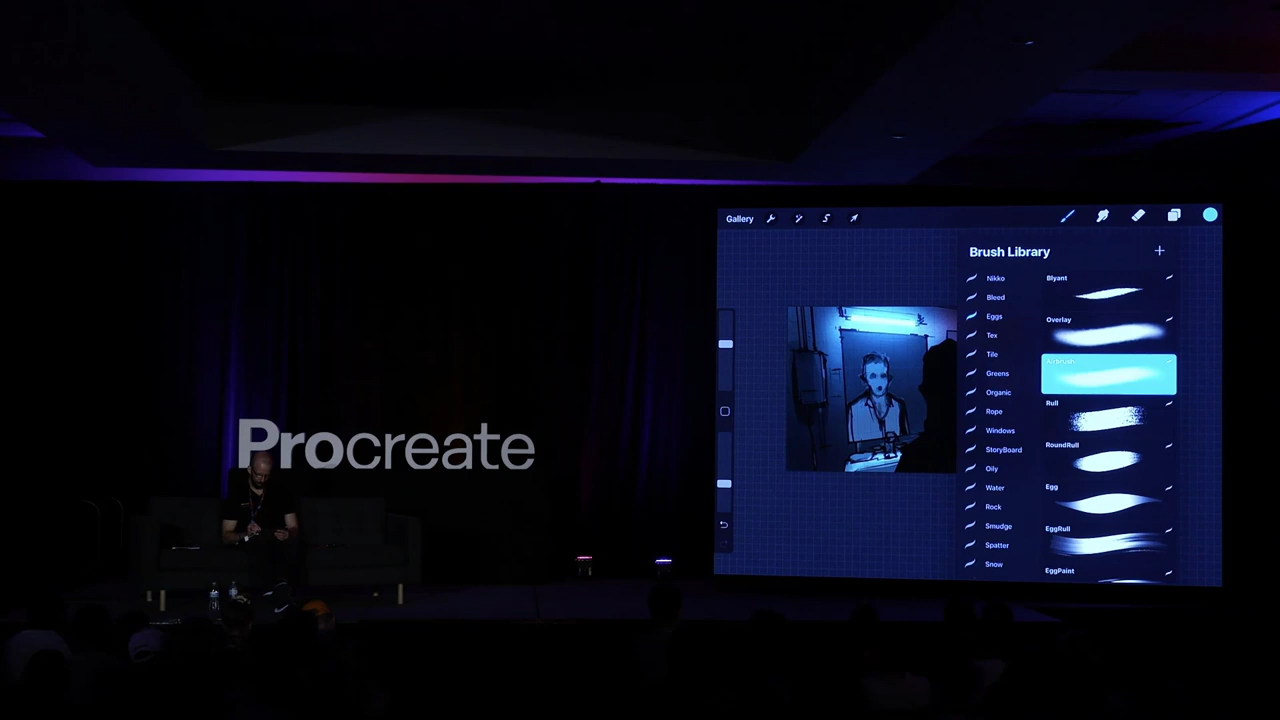 Procreate
Gallery
Brush Library
Nikko
Bleed
Eggs
Tex
Tile
Greens
Organic
Rope
Windows
StoryBoard
Oily
Water
Rock
Smudge
Spatter
Snow
Blyant
Overlay
Airbrush
Rull
RoundRull
Egg
EggRull
EggPaint